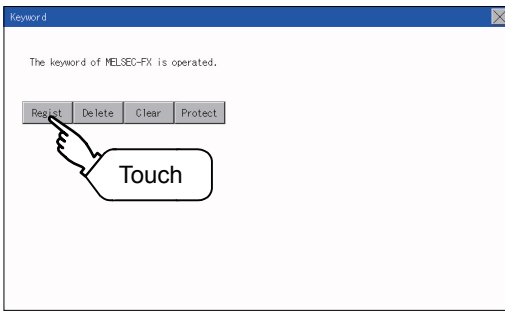 Keyword
The keyword of MELSEC-FX is operated.
Regist Delete Clear Protect
Touch